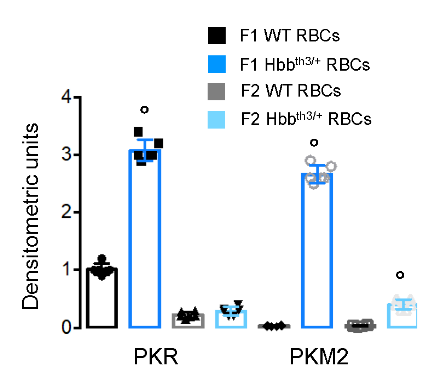 F1 WT RBCs
F1 Hbbth3/+ RBCs
F2 WT RBCs
F2 Hbbth3/+ RBCs
Densitometric units
4
3
2
1
0
PKR PKM2